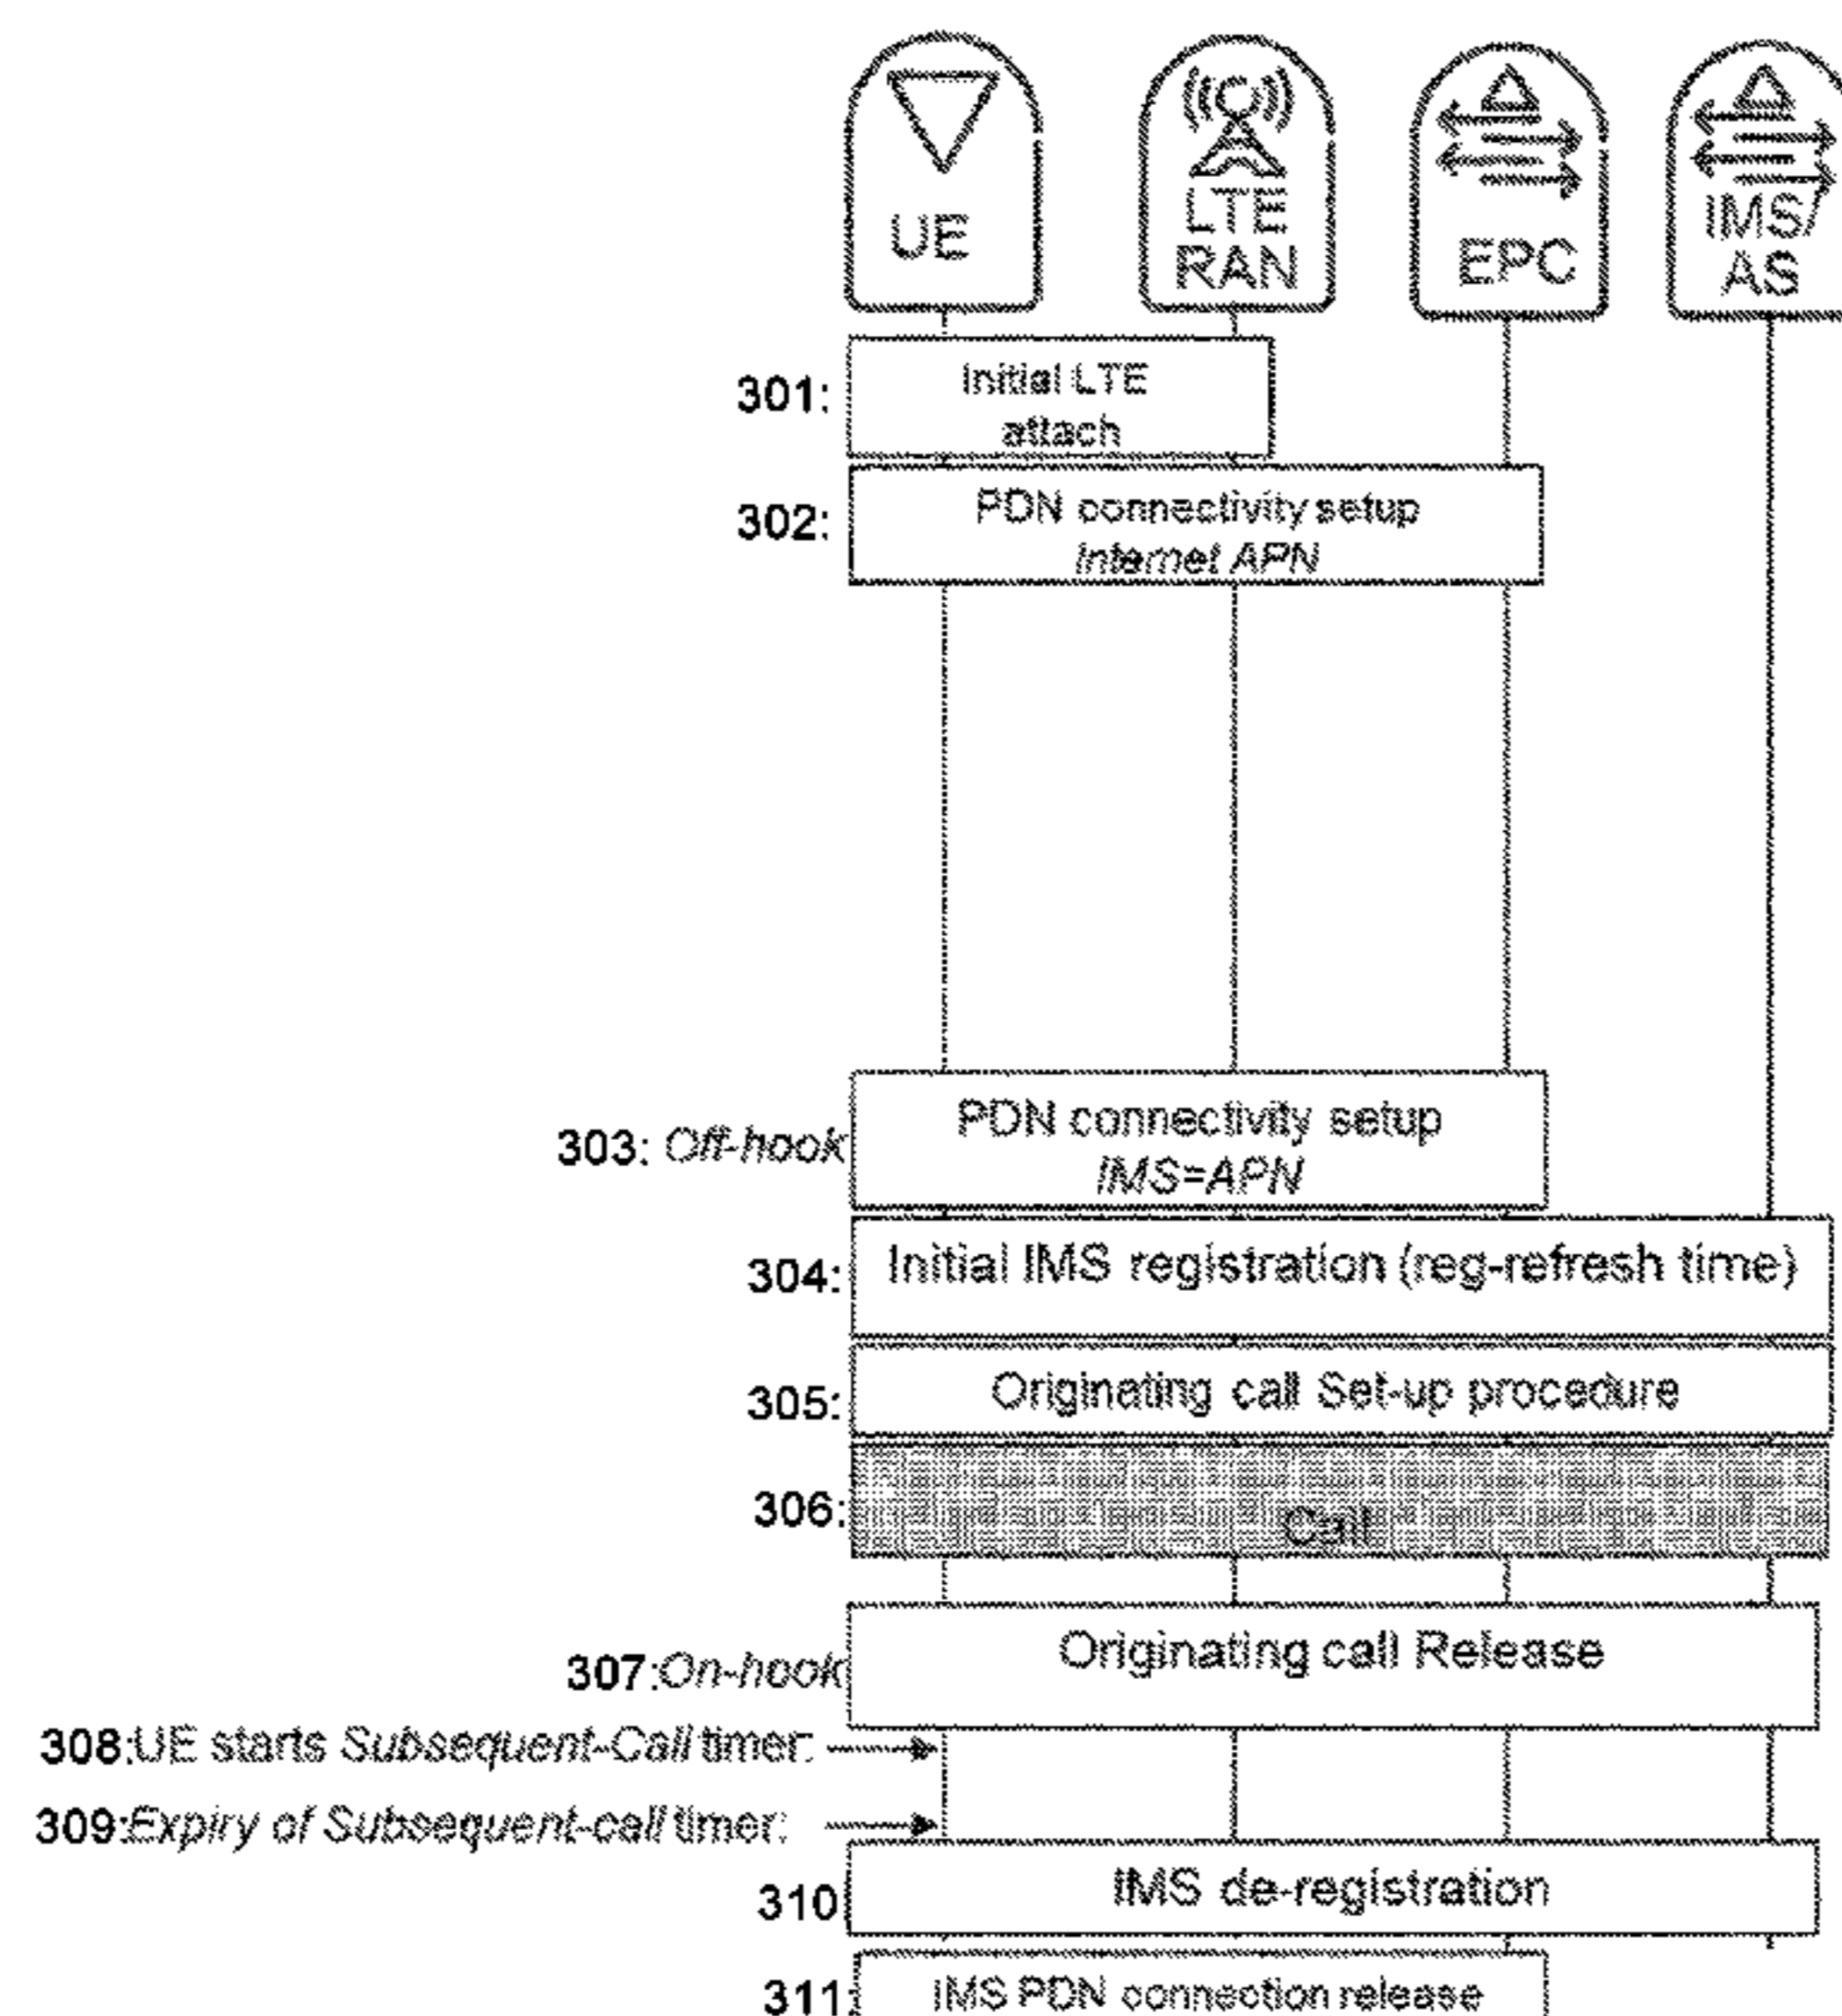 UE
LTE
RAN
EPC
IMS/
AS
301:
Initial LTE
attach
302:
PDN connectivity setup
Internet APN
303: Off-hook
PDN connectivity setup
IMS=APN
304:
Initial IMS registration (reg-refresh time)
305:
Originating call Set-up procedure
306:
Call
307:On-hook
Originating call Release
308:UE starts Subsequent-Call timer:
309:Expiry of Subsequent-call timer:
310
IMS de-registration
311:
IMS PDN connection release